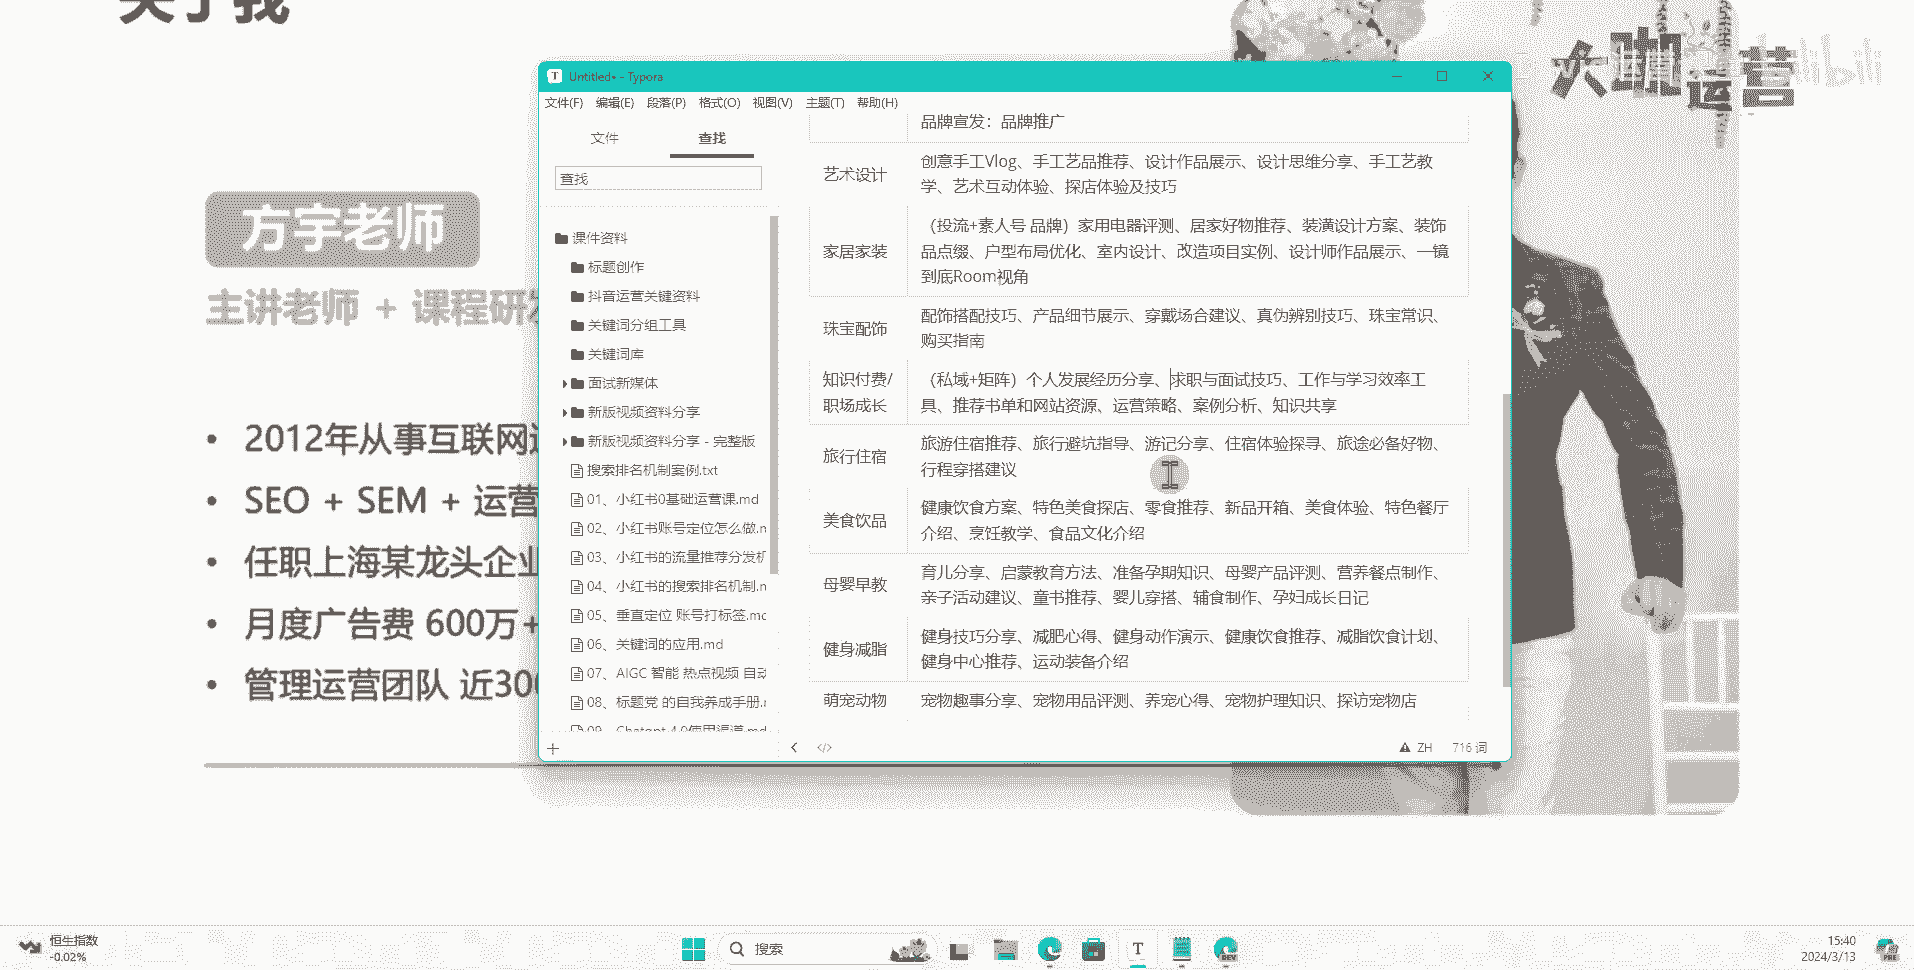 关于我
大咖运营
bilibili
方宇老师
主讲老师 + 课程研发
2012年从事互联网运
SEO + SEM + 运营
任职上海某龙头企业
月度广告费 600万+
管理运营团队 近300
Untitled• - Typora
文件(F) 编辑(E) 段落(P) 格式(O) 视图(V) 主题(T) 帮助(H)
文件 查找
查找
课件资料
标题创作
抖音运营关键资料
关键词分组工具
关键词库
面试新媒体
新版视频资料分享
新版视频资料分享 - 完整版
搜索排名机制案例.txt
01、小红书0基础运营课.md
02、小红书账号定位怎么做.m
03、小红书的流量推荐分发机
04、小红书的搜索排名机制.m
05、垂直定位 账号打标签.md
06、关键词的应用.md
07、AIGC 智能 热点视频 自动
08、标题党 的自我养成手册.m
09、Chatgpt 4.0使用渠道.md
品牌宣发：品牌推广
艺术设计
创意手工Vlog、手工艺品推荐、设计作品展示、设计思维分享、手工艺教
学、艺术互动体验、探店体验及技巧
家居家装
（投流+素人号 品牌）家用电器评测、居家好物推荐、装潢设计方案、装饰
品点缀、户型布局优化、室内设计、改造项目实例、设计师作品展示、一镜
到底Room视角
珠宝配饰
配饰搭配技巧、产品细节展示、穿戴场合建议、真伪辨别技巧、珠宝常识、
购买指南
知识付费/
职场成长
（私域+矩阵）个人发展经历分享、求职与面试技巧、工作与学习效率工
具、推荐书单和网站资源、运营策略、案例分析、知识共享
旅行住宿
旅游住宿推荐、旅行避坑指导、游记分享、住宿体验探寻、旅途必备好物、
行程穿搭建议
美食饮品
健康饮食方案、特色美食探店、零食推荐、新品开箱、美食体验、特色餐厅
介绍、烹饪教学、食品文化介绍
母婴早教
育儿分享、启蒙教育方法、准备孕期知识、母婴产品评测、营养餐点制作、
亲子活动建议、童书推荐、婴儿穿搭、辅食制作、孕妇成长日记
健身减脂
健身技巧分享、减肥心得、健身动作演示、健康饮食推荐、减脂饮食计划、
健身中心推荐、运动装备介绍
萌宠动物
宠物趣事分享、宠物用品评测、养宠心得、宠物护理知识、探访宠物店
ZH 716 词
恒生指数
-0.02%
搜索
DEV
15:40
2024/3/13
PRE